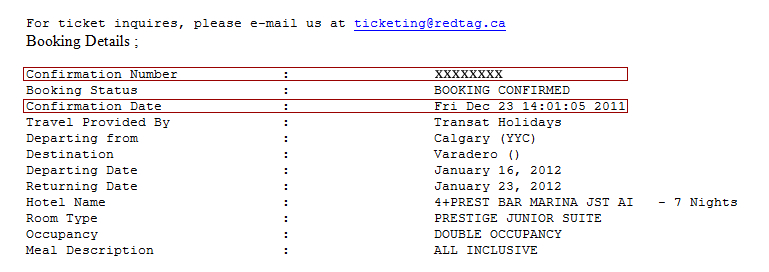 For ticket inquires, please e-mail us at ticketing@redtag.ca
Booking Details ;
Confirmation Number : XXXXXXXX
Booking Status : BOOKING CONFIRMED
Confirmation Date : Fri Dec 23 14:01:05 2011
Travel Provided By : Transat Holidays
Departing from : Calgary (YYC)
Destination : Varadero ()
Departing Date : January 16, 2012
Returning Date : January 23, 2012
Hotel Name : 4+PREST BAR MARINA JST AI - 7 Nights
Room Type : PRESTIGE JUNIOR SUITE
Occupancy : DOUBLE OCCUPANCY
Meal Description : ALL INCLUSIVE